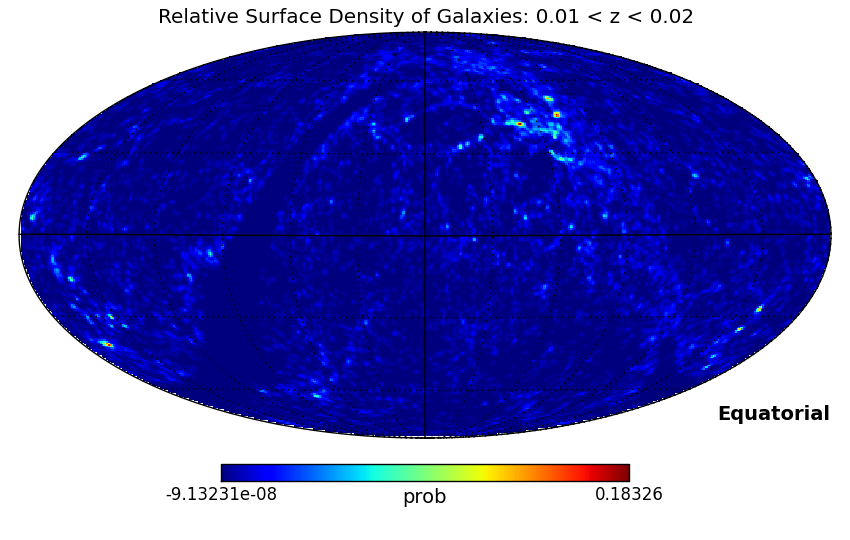 Relative Surface Density of Galaxies: 0.01 < z < 0.02
Equatorial
-9.13231e-08 prob 0.18326